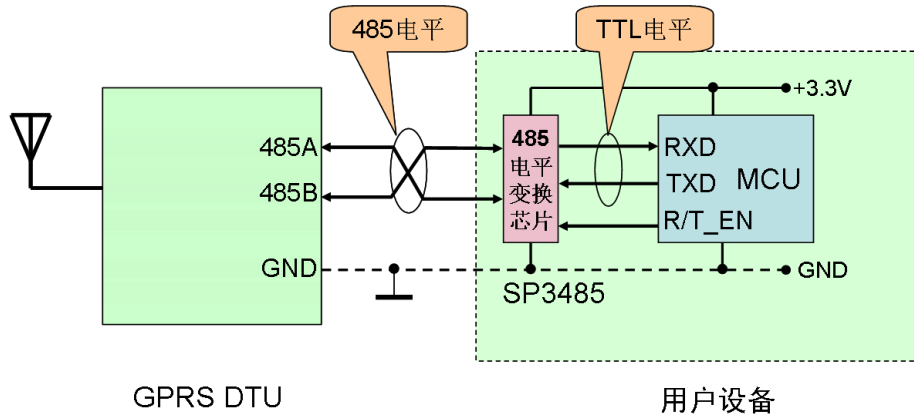 485电平
TTL电平
+3.3V
485A
485B
GND
485
电平
变换
芯片
RXD
TXD
R/T_EN
MCU
GND
SP3485
GPRS DTU
用户设备